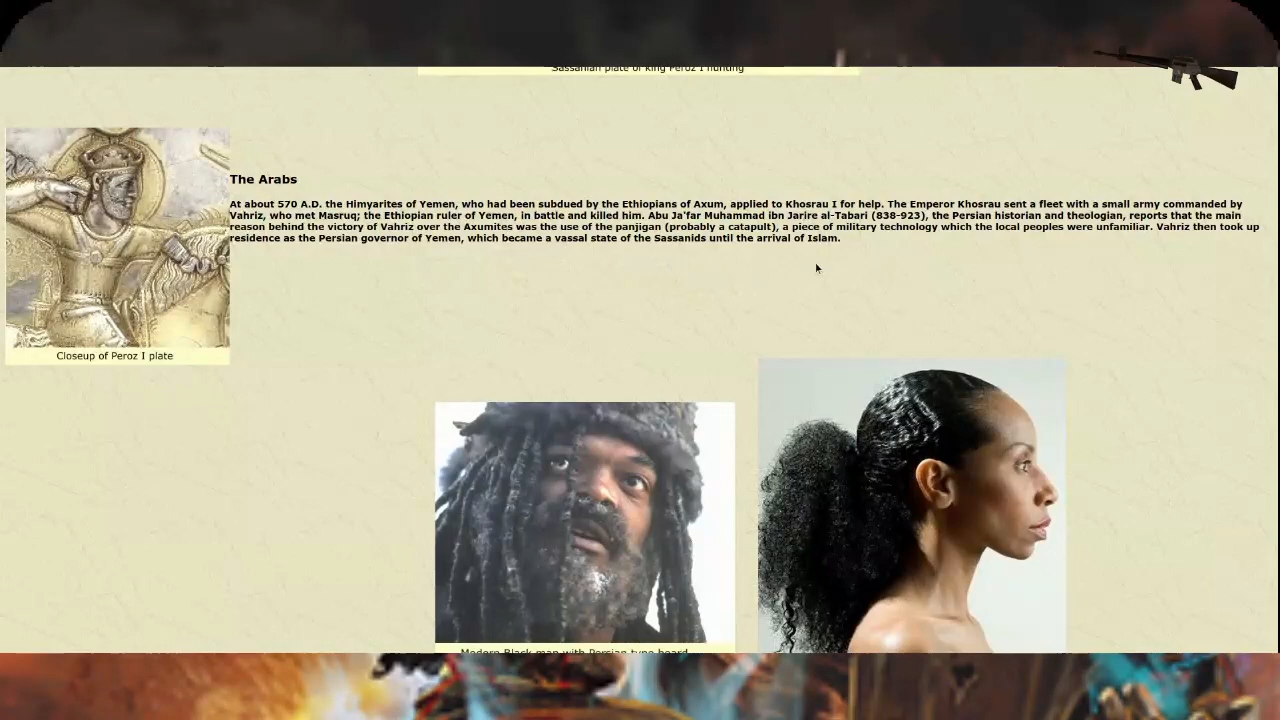 Sassanian plate of king Peroz I hunting
The Arabs
At about 570 A.D. the Himyarites of Yemen, who had been subdued by the Ethiopians of Axum, applied to Khosrau I for help. The Emperor Khosrau sent a fleet with a small army commanded by
Vahriz, who met Masruq; the Ethiopian ruler of Yemen, in battle and killed him. Abu Ja'far Muhammad ibn Jarire al-Tabari (838–923), the Persian historian and theologian, reports that the main
reason behind the victory of Vahriz over the Axumites was the use of the panjigan (probably a catapult), a piece of military technology which the local peoples were unfamiliar. Vahriz then took up
residence as the Persian governor of Yemen, which became a vassal state of the Sassanids until the arrival of Islam.
Closeup of Peroz I plate
Modern Black man with Persian type beard